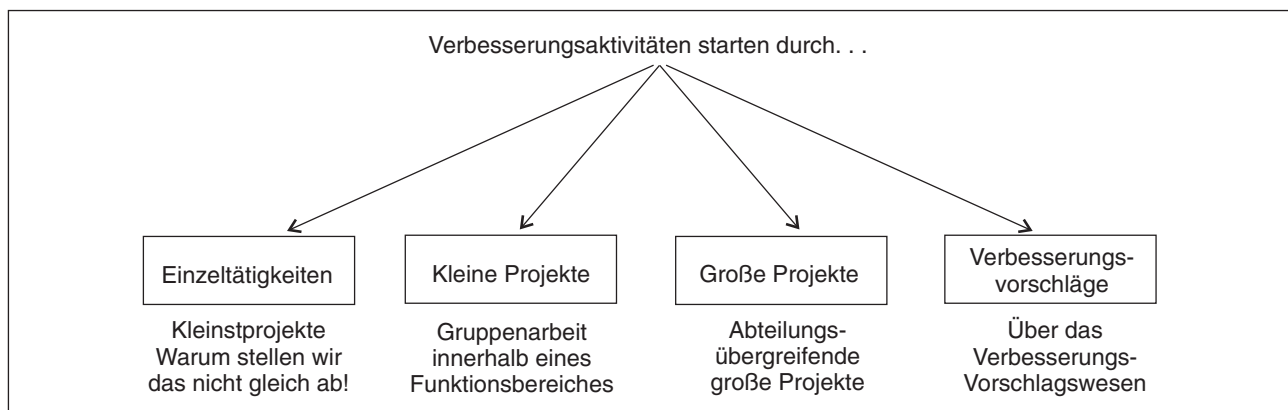 Verbesserungsaktivitäten starten durch. . .
Einzeltätigkeiten
Kleine Projekte
Große Projekte
Verbesserungs-
vorschläge
Kleinstprojekte
Warum stellen wir
das nicht gleich ab!
Gruppenarbeit
innerhalb eines
Funktionsbereiches
Abteilungs-
übergreifende
große Projekte
Über das
Verbesserungs-
Vorschlagswesen